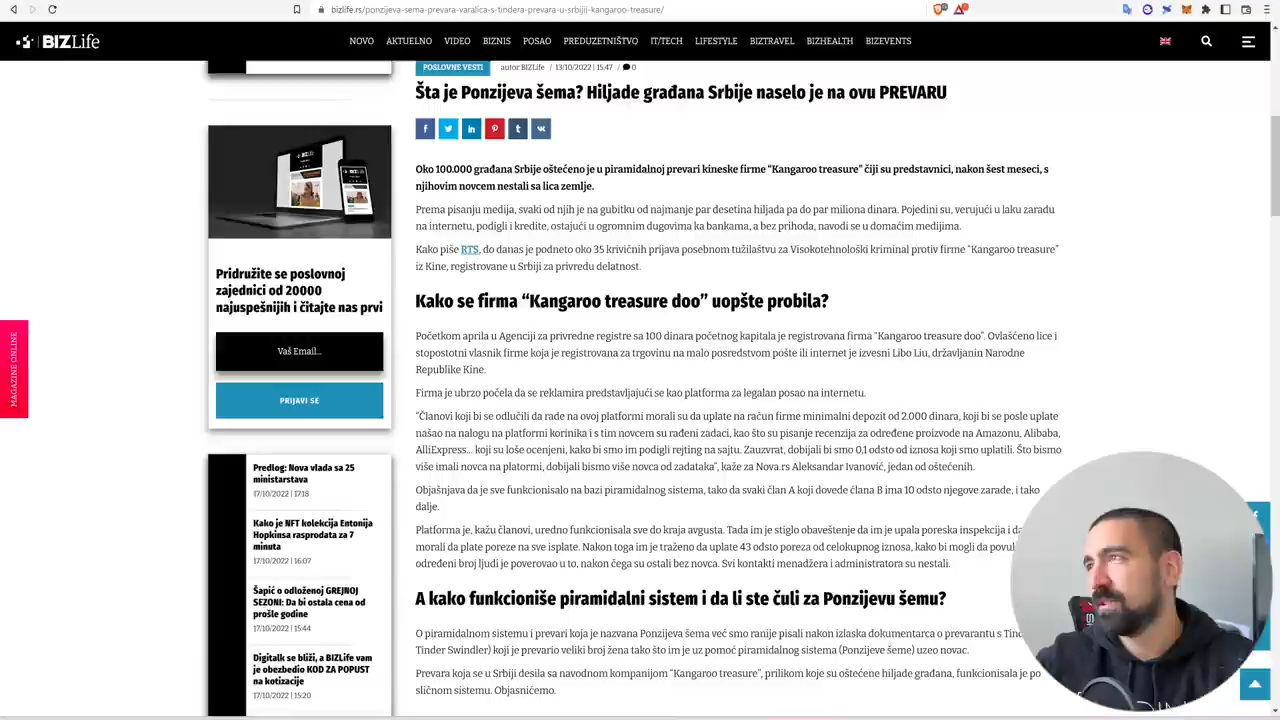 bizlife.rs/ponzijeva-sema-prevara-varalica-s-tindera-prevara-u-srbijii-kangaroo-treasure/
BIZLife
NOVO AKTUELNO VIDEO BIZNIS POSAO PREDUZETNIŠTVO IT/TECH LIFESTYLE BIZTRAVEL BIZHEALTH BIZEVENTS
POSLOVNE VESTI autor BIZLife / 13/10/2022 | 15:47 / 0
Šta je Ponzijeva šema? Hiljade građana Srbije naselo je na ovu PREVARU
Oko 100.000 građana Srbije oštećeno je u piramidalnoj prevari kineske firme “Kangaroo treasure” čiji su predstavnici, nakon šest meseci, s
njihovim novcem nestali sa lica zemlje.
Prema pisanju medija, svaki od njih je na gubitku od najmanje par desetina hiljada pa do par miliona dinara. Pojedini su, verujući u laku zaradu
na internetu, podigli i kredite, ostajući u ogromnim dugovima ka bankama, a bez prihoda, navodi se u domaćim medijima.
Kako piše RTS, do danas je podneto oko 35 krivičnih prijava posebnom tužilaštvu za Visokotehnološki kriminal protiv firme “Kangaroo treasure”
iz Kine, registrovane u Srbiji za privredu delatnost.
Kako se firma “Kangaroo treasure doo” uopšte probila?
Početkom aprila u Agenciji za privredne registre sa 100 dinara početnog kapitala je registrovana firma “Kangaroo treasure doo”. Ovlašćeno lice i
stopostotni vlasnik firme koja je registrovana za trgovinu na malo posredstvom pošte ili internet je izvesni Libo Liu, državljanin Narodne
Republike Kine.
Firma je ubrzo počela da se reklamira predstavljajući se kao platforma za legalan posao na internetu.
“Članovi koji bi se odlučili da rade na ovoj platformi morali su da uplate na račun firme minimalni depozit od 2.000 dinara, koji bi se posle uplate
našao na nalogu na platformi korinika i s tim novcem su rađeni zadaci, kao što su pisanje recenzija za određene proizvode na Amazonu, Alibaba,
AlliExpress... koji su loše ocenjeni, kako bi smo im podigli rejting na sajtu. Zauzvrat, dobijali bi smo 0,1 odsto od iznosa koji smo uplatili. Što bismo
više imali novca na platormi, dobijali bismo više novca od zadataka”, kaže za Nova.rs Aleksandar Ivanović, jedan od oštećenih.
Objašnjava da je sve funkcionisalo na bazi piramidalnog sistema, tako da svaki član A koji dovede člana B ima 10 odsto njegove zarade, i tako
dalje.
Platforma je, kažu članovi, uredno funkcionisala sve do kraja avgusta. Tada im je stiglo obaveštenje da im je upala poreska inspekcija i da
morali da plate poreze na sve isplate. Nakon toga im je traženo da uplate 43 odsto poreza od celokupnog iznosa, kako bi mogli da povul
određeni broj ljudi je poverovao u to, nakon čega su ostali bez novca. Svi kontakti menadžera i administratora su nestali.
A kako funkcioniše piramidalni sistem i da li ste čuli za Ponzijevu šemu?
O piramidalnom sistemu i prevari koja je nazvana Ponzijeva šema već smo ranije pisali nakon izlaska dokumentarca o prevarantu s Tind
Tinder Swindler) koji je prevario veliki broj žena tako što im je uz pomoć piramidalnog sistema (Ponzijeve šeme) uzeo novac.
Prevara koja se u Srbiji desila sa navodnom kompanijom “Kangaroo treasure”, prilikom koje su oštećene hiljade građana, funkcionisala je po
sličnom sistemu. Objasnićemo.
Pridružite se poslovnoj
zajednici od 20000
najuspešnijih i čitajte nas prvi
Vaš Email...
PRIJAVI SE
MAGAZINE ONLINE
Predlog: Nova vlada sa 25
ministarstava
17/10/2022 | 17:18
Kako je NFT kolekcija Entonija
Hopkinsa rasprodata za 7
minuta
17/10/2022 | 16:07
Šapić o odloženoj GREJNOJ
SEZONI: Da bi ostala cena od
prošle godine
17/10/2022 | 15:44
Digitalk se bliži, a BIZLife vam
je obezbedio KOD ZA POPUST
na kotizacije
17/10/2022 | 15:20